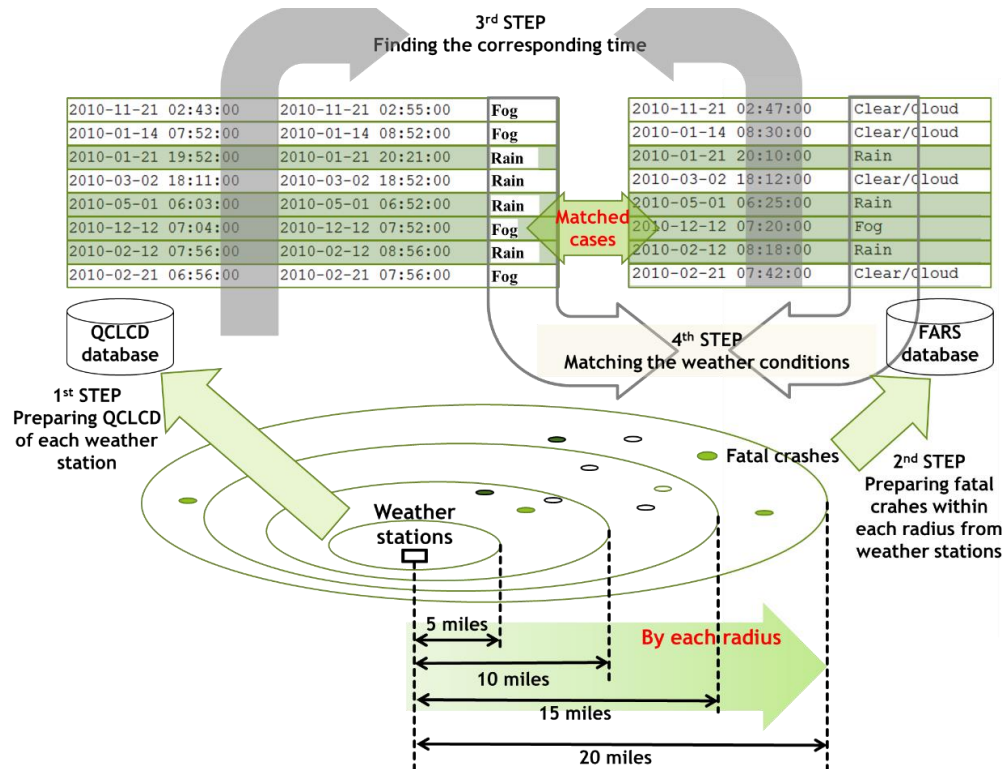 3rd STEP
Finding the corresponding time
2010-11-21 02:43:00 2010-11-21 02:55:00 Fog
2010-01-14 07:52:00 2010-01-14 08:52:00 Fog
2010-01-21 19:52:00 2010-01-21 20:21:00 Rain
2010-03-02 18:11:00 2010-03-02 18:52:00 Rain
2010-05-01 06:03:00 2010-05-01 06:52:00 Rain
2010-12-12 07:04:00 2010-12-12 07:52:00 Fog
2010-02-12 07:56:00 2010-02-12 08:56:00 Rain
2010-02-21 06:56:00 2010-02-21 07:56:00 Fog
Matched
cases
2010-11-21 02:47:00 Clear/Cloud
2010-01-14 08:30:00 Clear/Cloud
2010-01-21 20:10:00 Rain
2010-03-02 18:12:00 Clear/Cloud
2010-05-01 06:25:00 Rain
2010-12-12 07:20:00 Fog
2010-02-12 08:18:00 Rain
2010-02-21 07:42:00 Clear/Cloud
QCLCD
database
4th STEP
Matching the weather conditions
FARS
database
1st STEP
Preparing QCLCD
of each weather
station
Fatal crashes
2nd STEP
Preparing fatal
crahes within
each radius from
weather stations
Weather
stations
5 miles
By each radius
10 miles
15 miles
20 miles